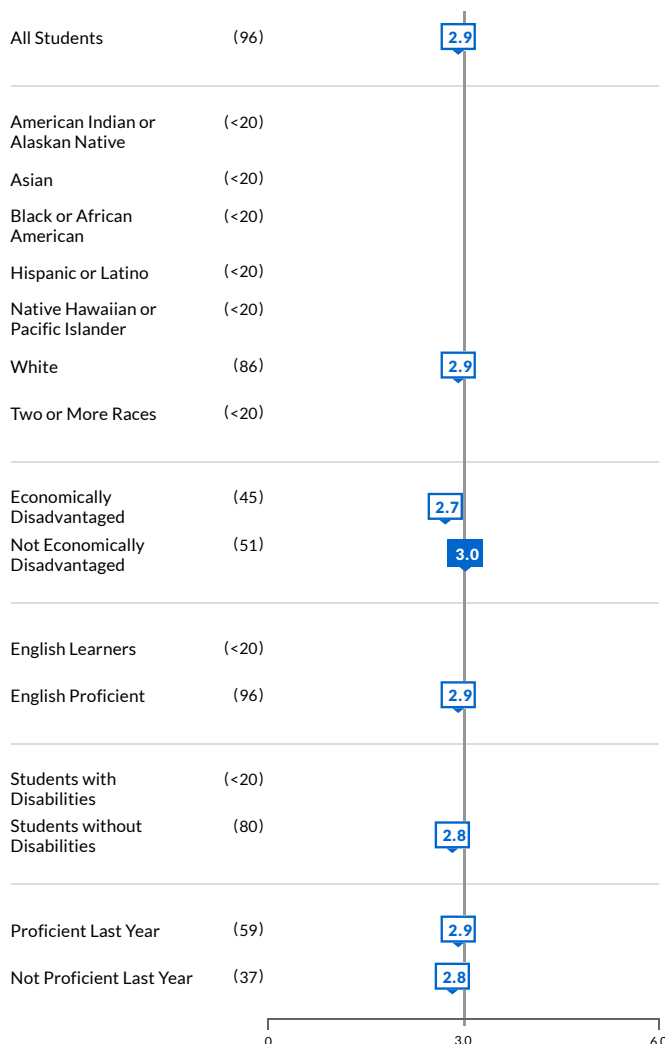 All Students (96) 2.9
American Indian or (<20)
Alaskan Native
Asian (<20)
Black or African (<20)
American
Hispanic or Latino (<20)
Native Hawaiian or (<20)
Pacific Islander
White (86) 2.9
Two or More Races (<20)
Economically (45) 2.7
Disadvantaged
Not Economically (51) 3.0
Disadvantaged
English Learners (<20)
English Proficient (96) 2.9
Students with (<20)
Disabilities
Students without (80) 2.8
Disabilities
Proficient Last Year (59) 2.9
Not Proficient Last Year (37) 2.8
0 3.0 6.0